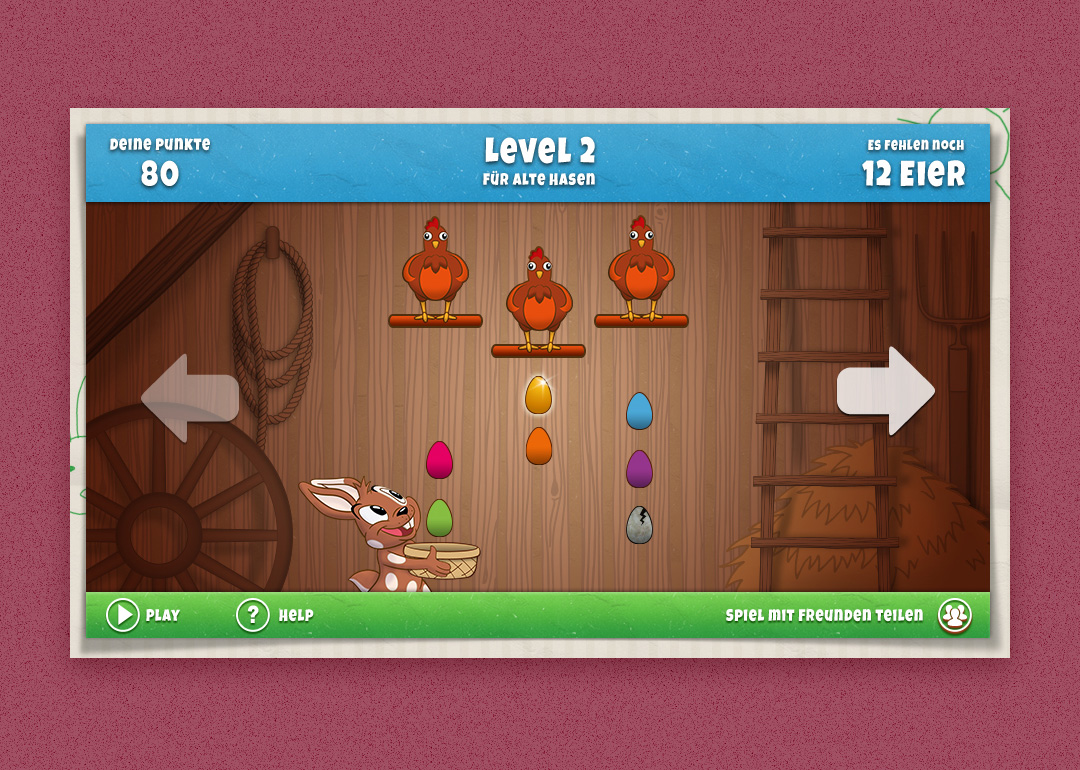 Deine Punkte
80
Level 2
Für alte Hasen
Es fehlen noch
12 Eier
Play
?
Help
Spiel mit Freunden teilen